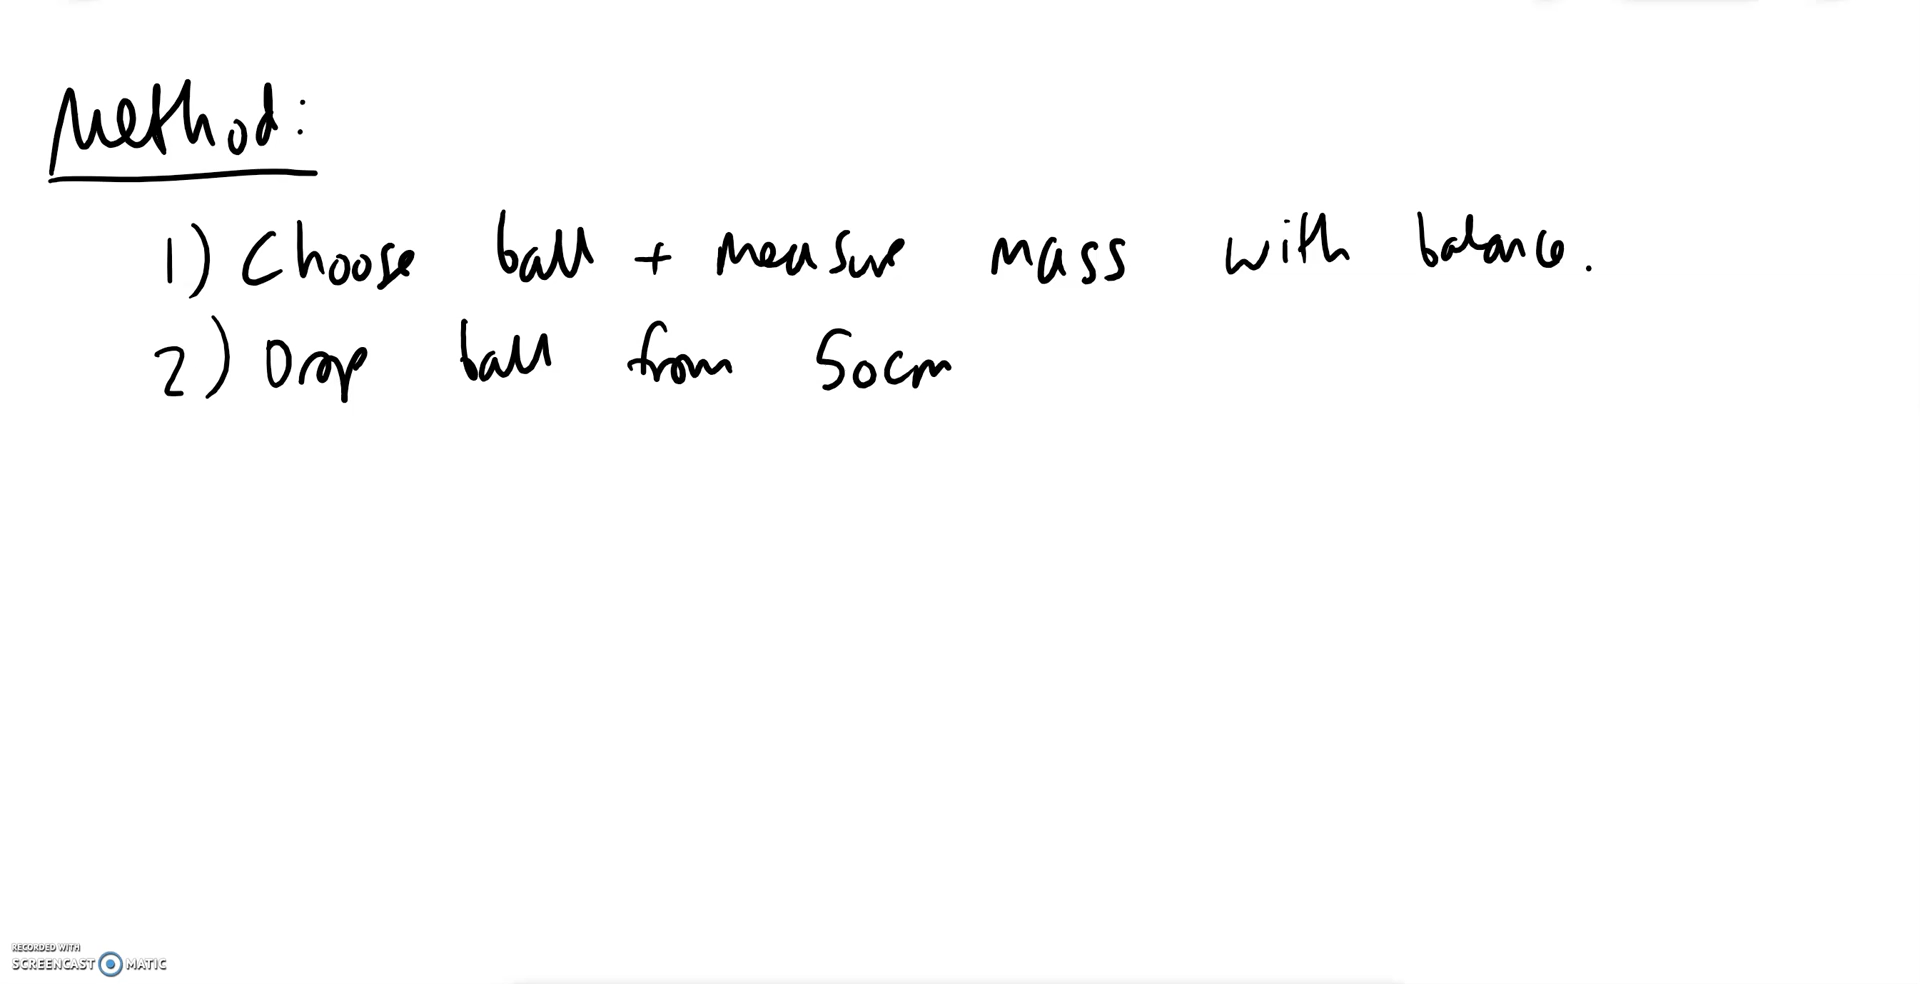 Method:
1) Choose ball + measure mass with balance.
2) Drop ball from 50cm
RECORDED WITH
SCREENCAST MATIC